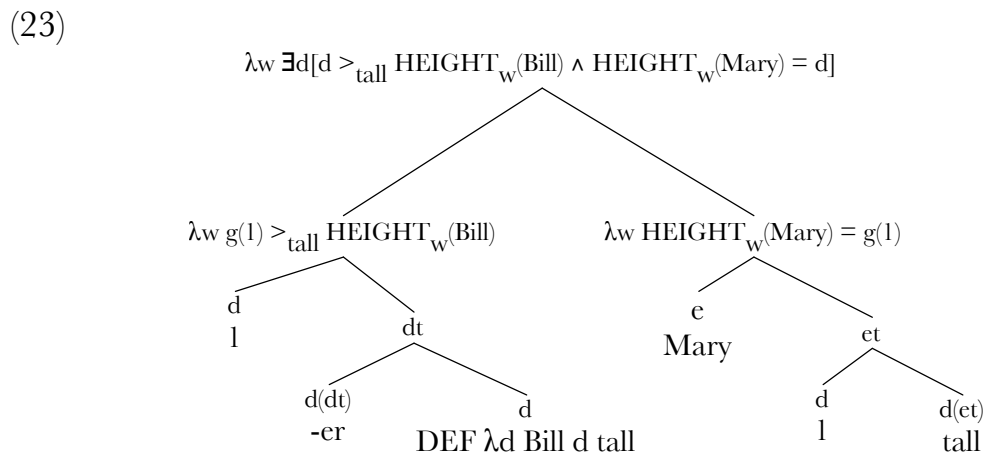 (23)
λw ∃d[d >tall HEIGHTw(Bill) ∧ HEIGHTw(Mary) = d]
λw g(1) >tall HEIGHTw(Bill) λw HEIGHTw(Mary) = g(1)
d dt e et
1 Mary
d(dt) d d d(et)
-er DEF λd Bill d tall 1 tall